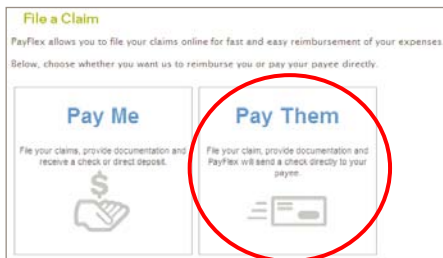 File a Claim
PayFlex allows you to file your claims online for fast and easy reimbursement of your expenses
Below, choose whether you want us to reimburse you or pay your payee directly.
Pay Me
File your claims, provide documentation and
receive a check or direct deposit.
$
Pay Them
File your claim, provide documentation and
PayFlex will send a check directly to your
payee.